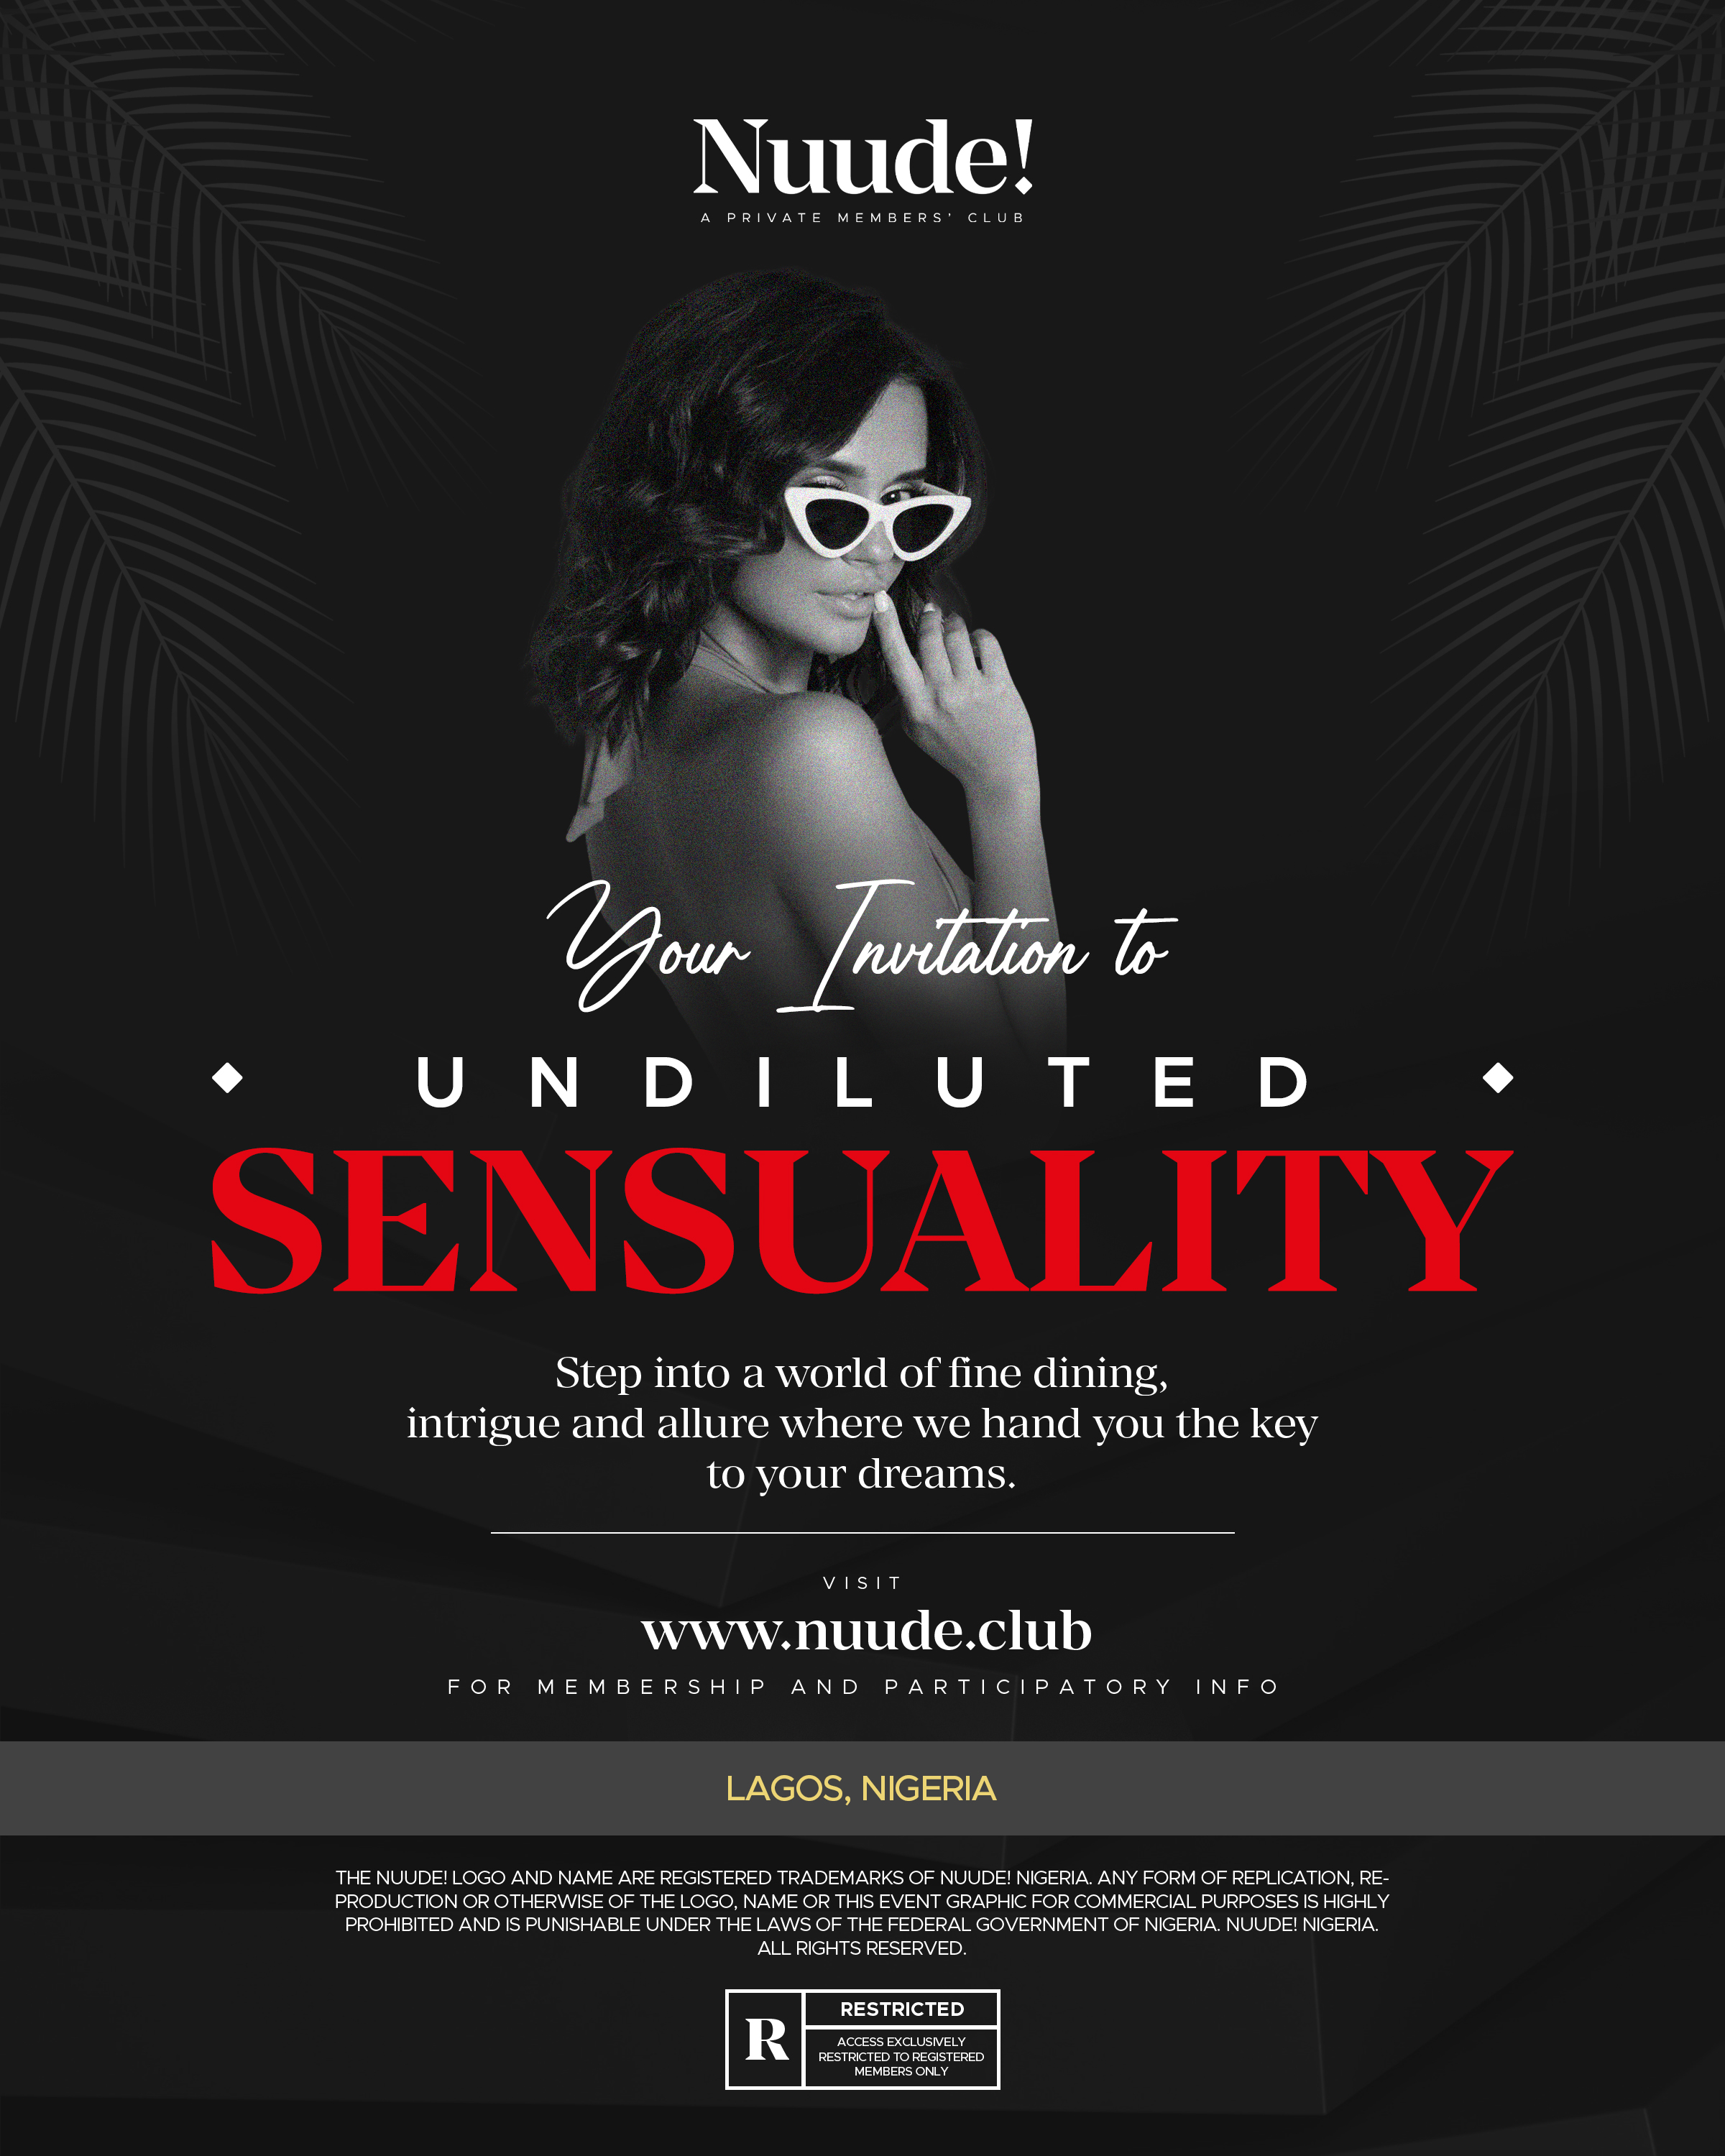 Nuude!
A PRIVATE MEMBERS' CLUB
Your Invitation to
UNDILUTED
SENSUALITY
Step into a world of fine dining,
intrigue and allure where we hand you the key
to your dreams.
VISIT
www.nuude.club
FOR MEMBERSHIP AND PARTICIPATORY INFO
LAGOS, NIGERIA
THE NUUDE! LOGO AND NAME ARE REGISTERED TRADEMARKS OF NUUDE! NIGERIA. ANY FORM OF REPLICATION, RE-
PRODUCTION OR OTHERWISE OF THE LOGO, NAME OR THIS EVENT GRAPHIC FOR COMMERCIAL PURPOSES IS HIGHLY
PROHIBITED AND IS PUNISHABLE UNDER THE LAWS OF THE FEDERAL GOVERNMENT OF NIGERIA. NUUDE! NIGERIA.
ALL RIGHTS RESERVED.
R
RESTRICTED
ACCESS EXCLUSIVELY
RESTRICTED TO REGISTERED
MEMBERS ONLY